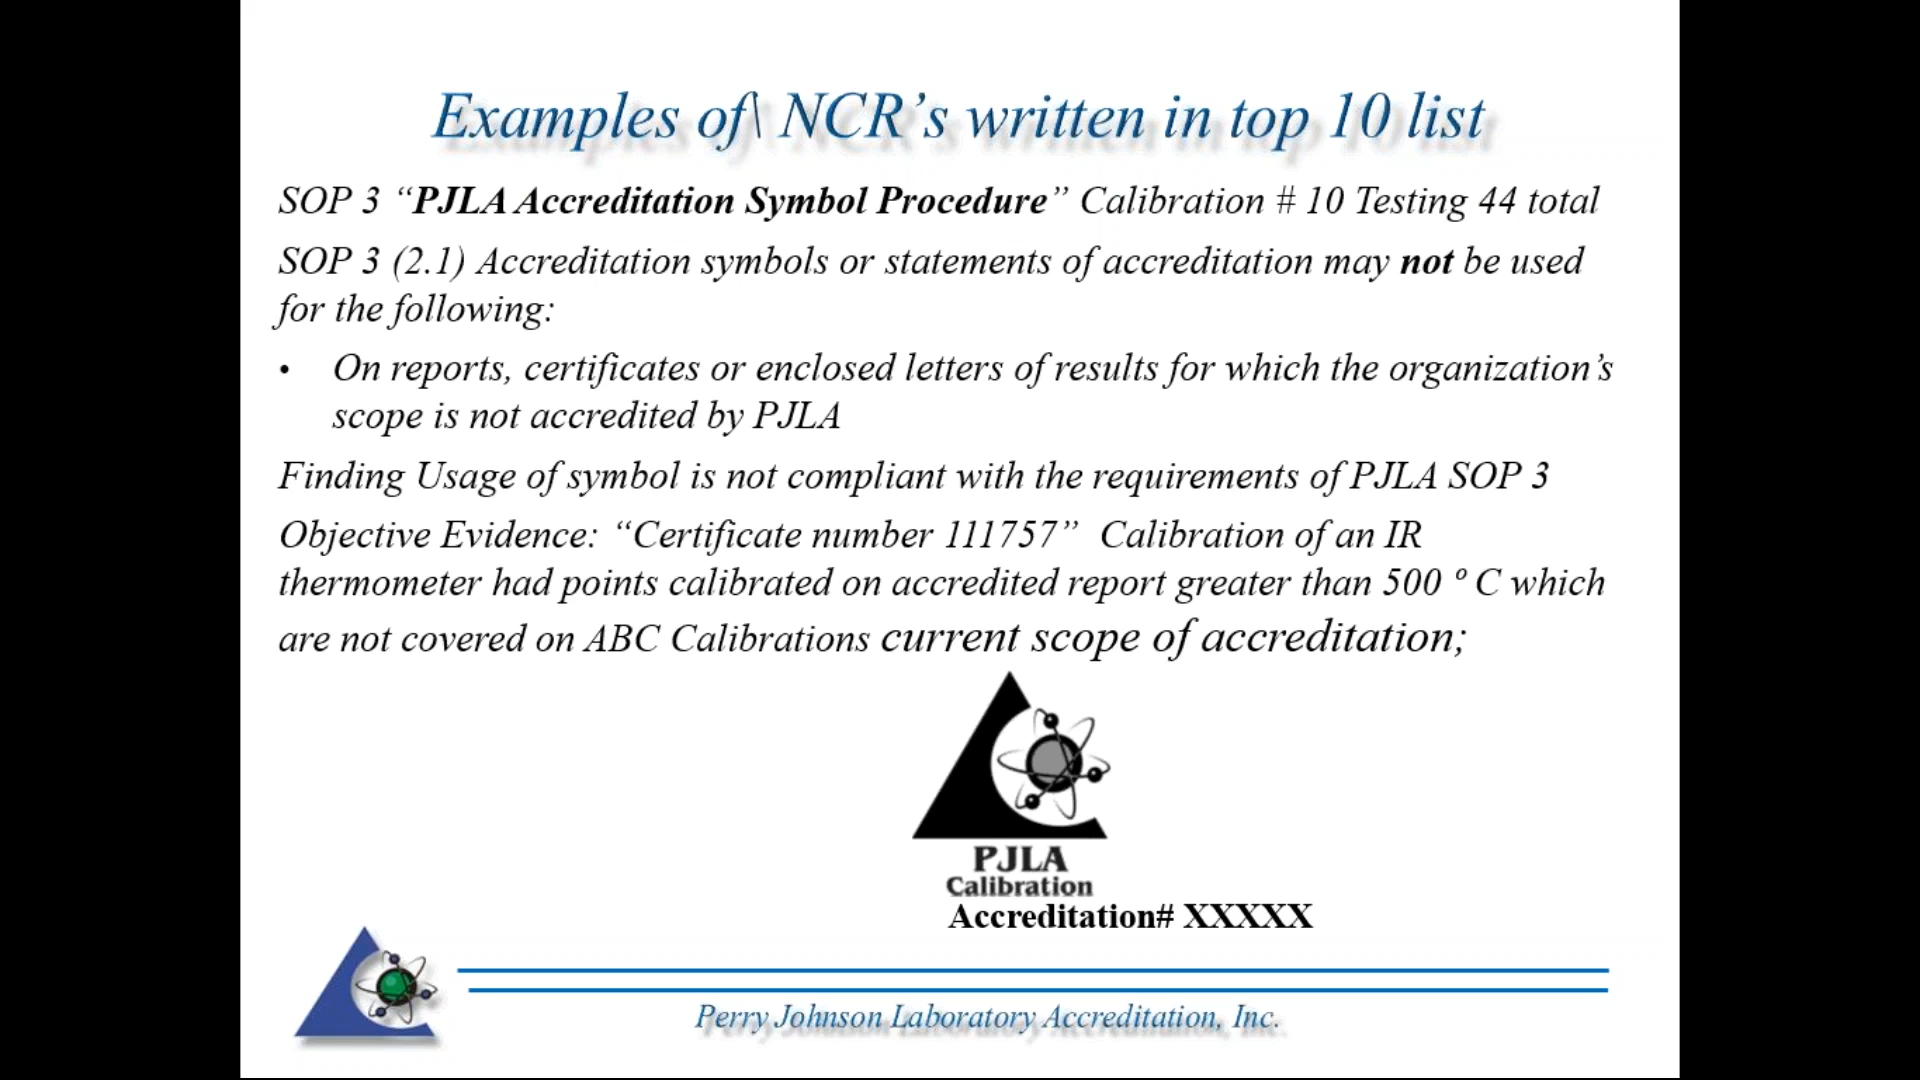 Examples of\ NCR’s written in top 10 list
SOP 3 “PJLA Accreditation Symbol Procedure” Calibration # 10 Testing 44 total
SOP 3 (2.1) Accreditation symbols or statements of accreditation may not be used
for the following:
• On reports, certificates or enclosed letters of results for which the organization’s
scope is not accredited by PJLA
Finding Usage of symbol is not compliant with the requirements of PJLA SOP 3
Objective Evidence: “Certificate number 111757” Calibration of an IR
thermometer had points calibrated on accredited report greater than 500 º C which
are not covered on ABC Calibrations current scope of accreditation;
PJLA
Calibration
Accreditation# XXXXX
Perry Johnson Laboratory Accreditation, Inc.